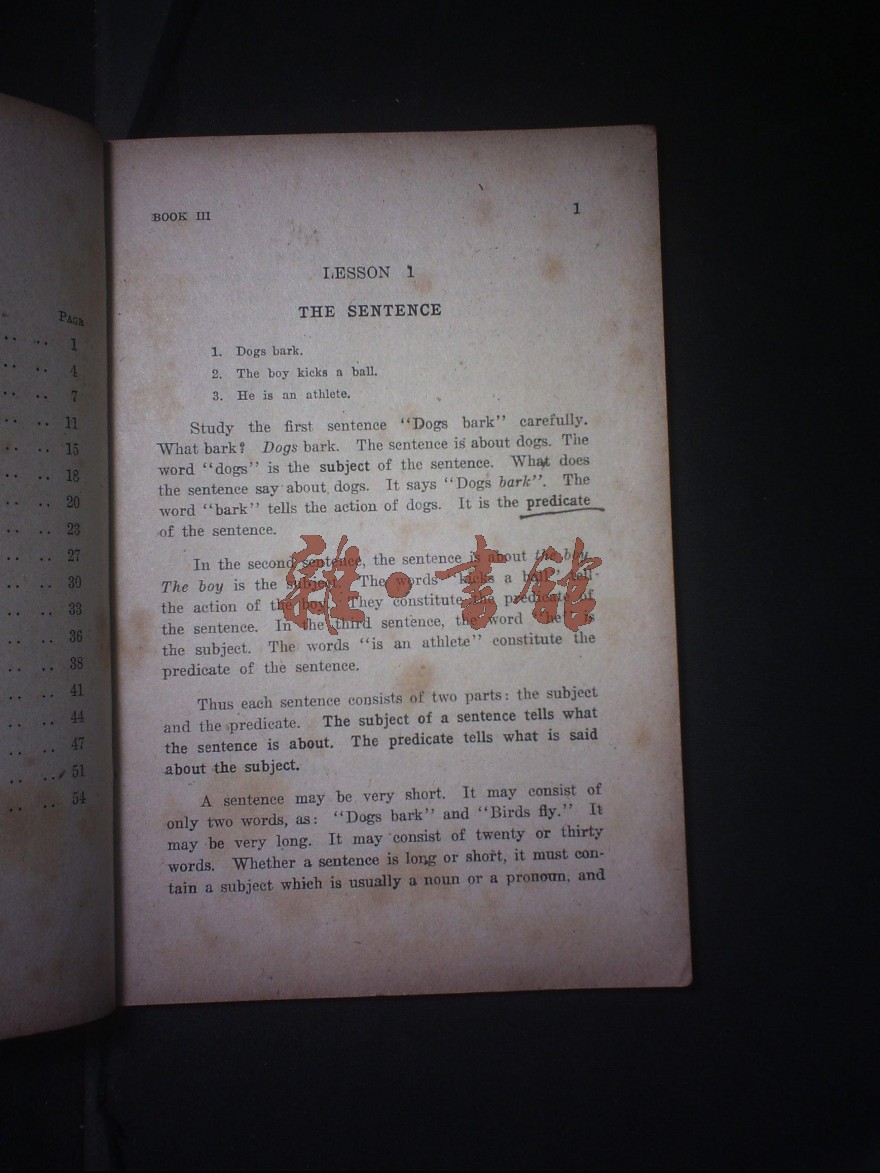 PAGE
.. .. 1
.. .. 4
.. .. 7
.. .. 11
.. .. 15
.. .. 18
.. .. 20
.. .. 23
.. .. 27
.. .. 30
.. .. 33
.. .. 36
.. .. 38
.. .. 41
.. .. 44
.. .. 47
.. .. 51
.. .. 54
BOOK III 1
LESSON 1
THE SENTENCE
1. Dogs bark.
2. The boy kicks a ball.
3. He is an athlete.
Study the first sentence "Dogs bark" carefully.
What bark? Dogs bark. The sentence is about dogs. The
word "dogs" is the subject of the sentence. What does
the sentence say about dogs. It says "Dogs bark". The
word "bark" tells the action of dogs. It is the predicate
of the sentence.
In the second sentence, the sentence is about the boy.
The boy is the subject. The words "kicks a ball" tell
the action of the boy. They constitute the predicate of
the sentence. In the third sentence, the word "he" is
the subject. The words "is an athlete" constitute the
predicate of the sentence.
Thus each sentence consists of two parts: the subject
and the predicate. The subject of a sentence tells what
the sentence is about. The predicate tells what is said
about the subject.
A sentence may be very short. It may consist of
only two words, as: "Dogs bark" and "Birds fly." It
may be very long. It may consist of twenty or thirty
words. Whether a sentence is long or short, it must con-
tain a subject which is usually a noun or a pronoun, and
雅·书馆